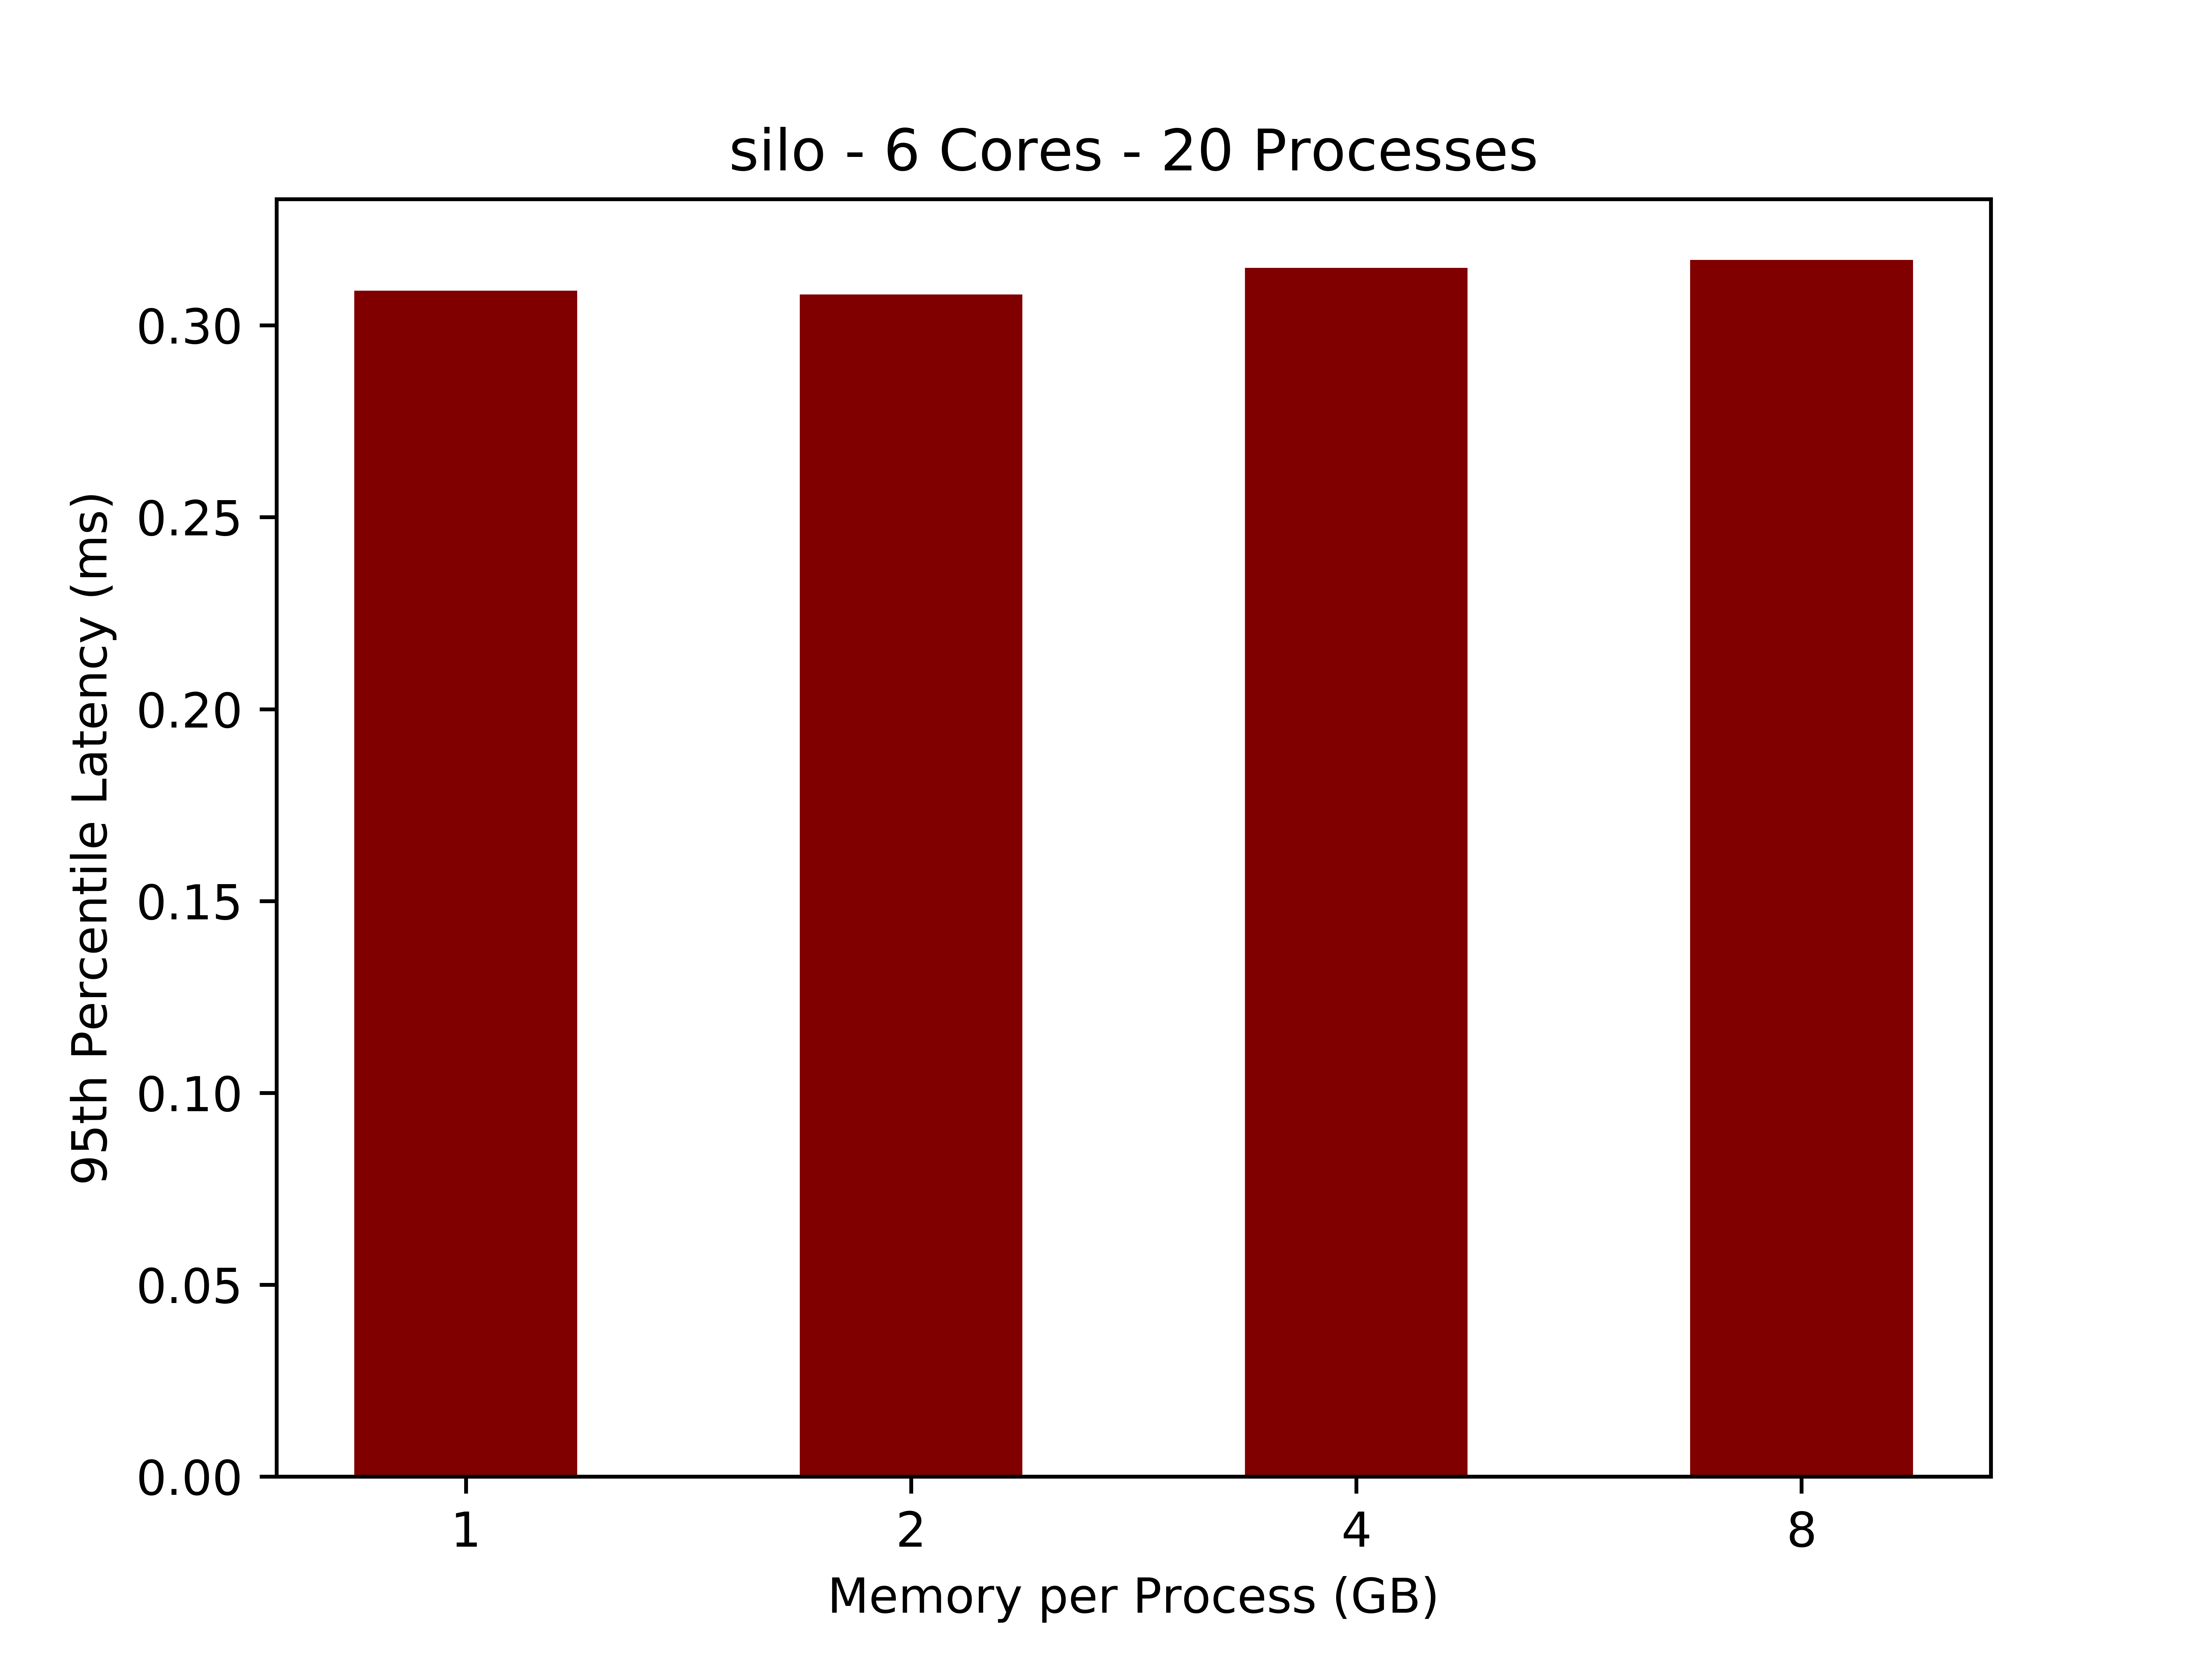 silo - 6 Cores - 20 Processes
95th Percentile Latency (ms)
0.30
0.25
0.20
0.15
0.10
0.05
0.00
1 2 4 8
Memory per Process (GB)